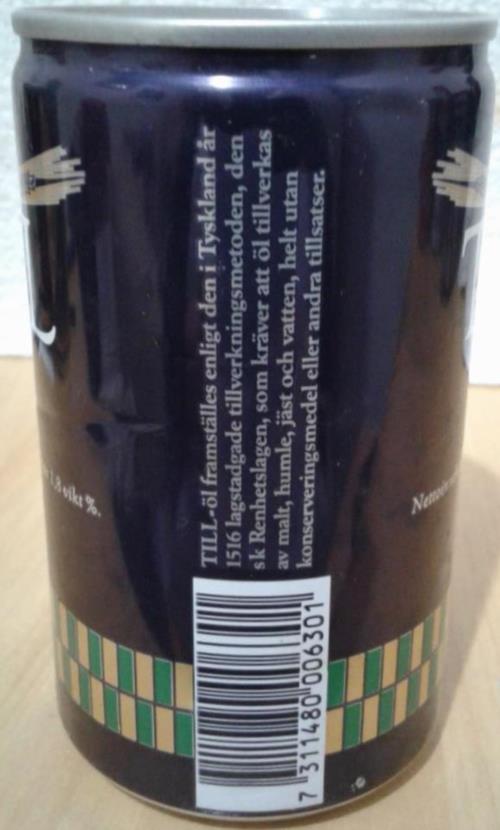 TILL-öl framställes enligt den i Tyskland år
1516 lagstadgade tillverkningsmetoden, den
s k Renhetslagen, som kräver att öl tillverkas
av malt, humle, jäst och vatten, helt utan
konserveringsmedel eller andra tillsatser.
7 311480 006301
L
1,8 vikt %.